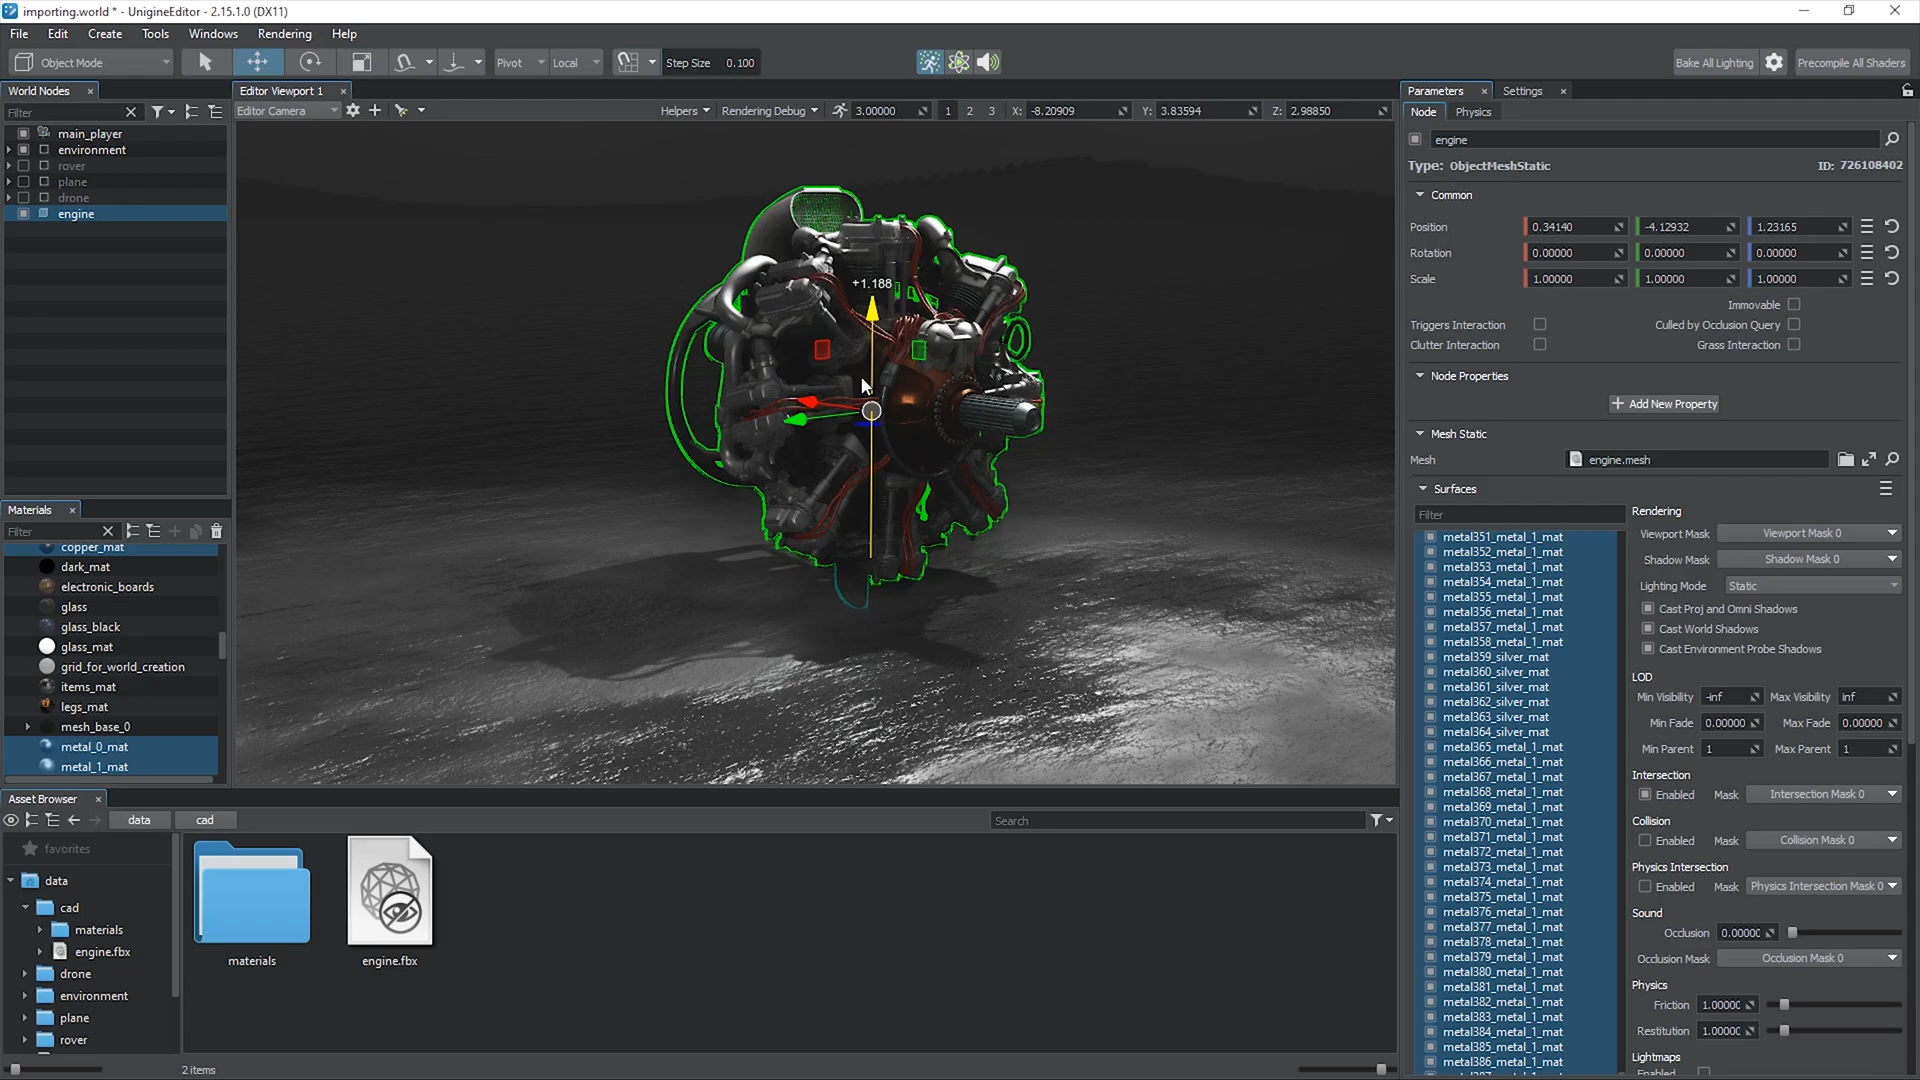 importing.world * - UnigineEditor - 2.15.1.0 (DX11)
File Edit Create Tools Windows Rendering Help
Object Mode Pivot Local Step Size 0.100 Bake All Lighting Precompile All Shaders
World Nodes
Filter
main_player
environment
rover
plane
drone
engine
Materials
Filter
copper_mat
dark_mat
electronic_boards
glass
glass_black
glass_mat
grid_for_world_creation
items_mat
legs_mat
mesh_base_0
metal_0_mat
metal_1_mat
Editor Viewport 1
Editor Camera Helpers Rendering Debug 3.00000 1 2 3 X: -8.20909 Y: 3.83594 Z: 2.98850
+1.188
Asset Browser
data cad Search
favorites
data
cad
materials
engine.fbx
drone
environment
plane
rover
materials engine.fbx
2 items
Parameters Settings
Node Physics
engine
Type: ObjectMeshStatic ID: 726108402
Common
Position 0.34140 -4.12932 1.23165
Rotation 0.00000 0.00000 0.00000
Scale 1.00000 1.00000 1.00000
Immovable
Triggers Interaction Culled by Occlusion Query
Clutter Interaction Grass Interaction
Node Properties
Add New Property
Mesh Static
Mesh engine.mesh
Surfaces
Filter
metal351_metal_1_mat
metal352_metal_1_mat
metal353_metal_1_mat
metal354_metal_1_mat
metal355_metal_1_mat
metal356_metal_1_mat
metal357_metal_1_mat
metal358_metal_1_mat
metal359_silver_mat
metal360_silver_mat
metal361_silver_mat
metal362_silver_mat
metal363_silver_mat
metal364_silver_mat
metal365_metal_1_mat
metal366_metal_1_mat
metal367_metal_1_mat
metal368_metal_1_mat
metal369_metal_1_mat
metal370_metal_1_mat
metal371_metal_1_mat
metal372_metal_1_mat
metal373_metal_1_mat
metal374_metal_1_mat
metal375_metal_1_mat
metal376_metal_1_mat
metal377_metal_1_mat
metal378_metal_1_mat
metal379_metal_1_mat
metal380_metal_1_mat
metal381_metal_1_mat
metal382_metal_1_mat
metal383_metal_1_mat
metal384_metal_1_mat
metal385_metal_1_mat
metal386_metal_1_mat
Rendering
Viewport Mask Viewport Mask 0
Shadow Mask Shadow Mask 0
Lighting Mode Static
Cast Proj and Omni Shadows
Cast World Shadows
Cast Environment Probe Shadows
LOD
Min Visibility -inf Max Visibility inf
Min Fade 0.00000 Max Fade 0.00000
Min Parent 1 Max Parent 1
Intersection
Enabled Mask Intersection Mask 0
Collision
Enabled Mask Collision Mask 0
Physics Intersection
Enabled Mask Physics Intersection Mask 0
Sound
Occlusion 0.0000
Occlusion Mask Occlusion Mask 0
Physics
Friction 1.0000
Restitution 1.0000
Lightmaps
Enabled